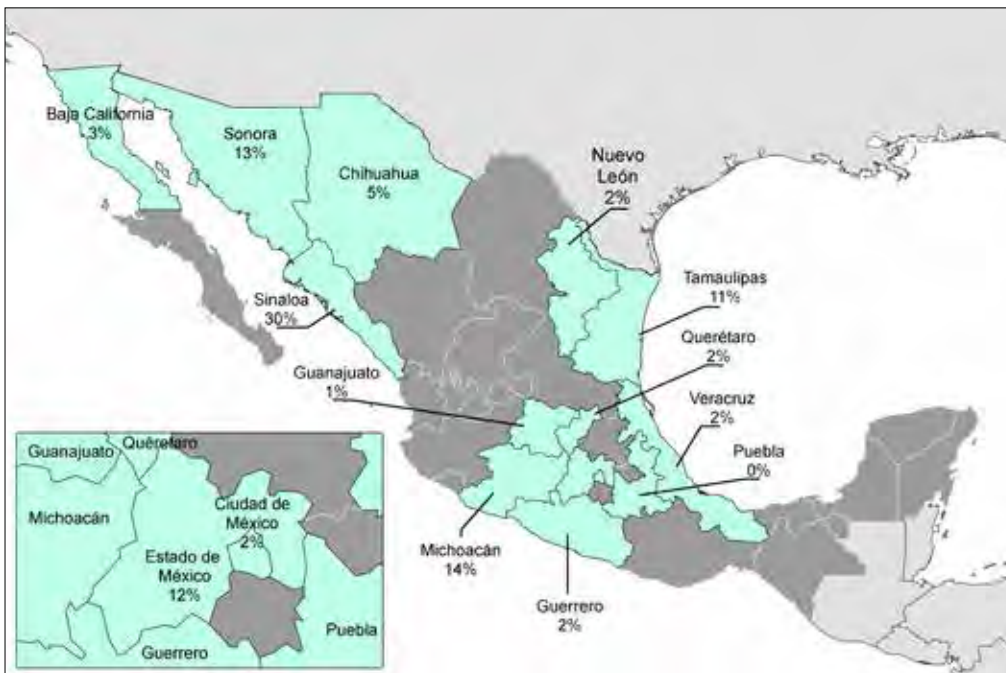 Baja California
3%
Sonora
13%
Chihuahua
5%
Nuevo
León
2%
Tamaulipas
11%
Sinaloa
30%
Querétaro
2%
Guanajuato
1%
Veracruz
2%
Puebla
0%
Michoacán
14%
Guerrero
2%
Guanajuato
Querétaro
Michoacán
Ciudad de
México
2%
Estado de
México
12%
Guerrero
Puebla